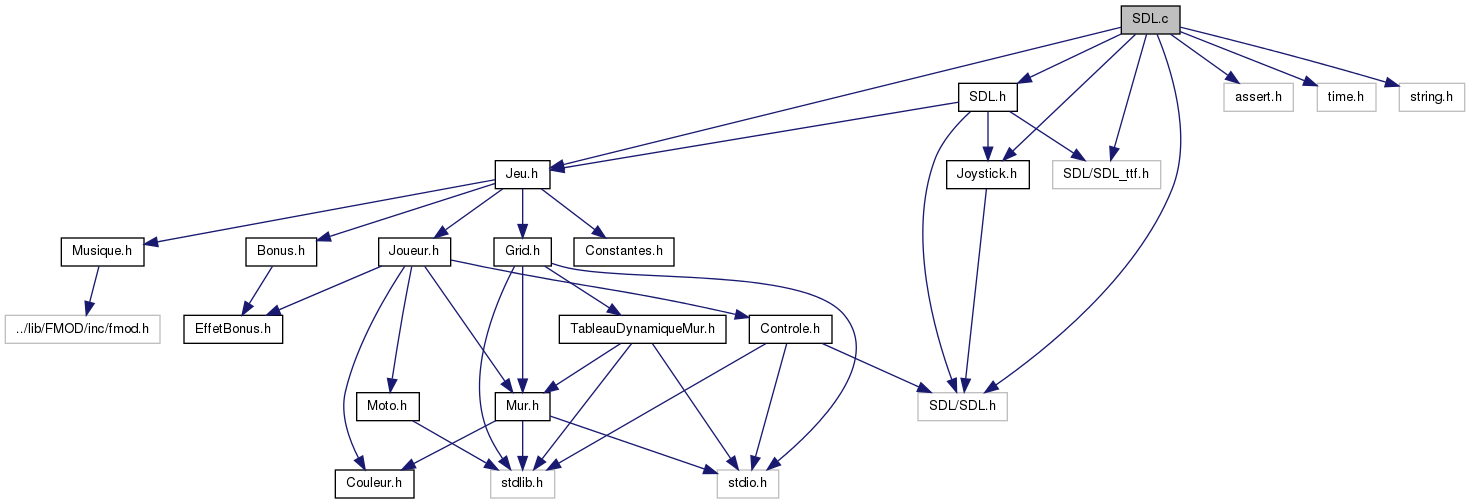 SDL.c
SDL.h
assert.h
time.h
string.h
Jeu.h
Joystick.h
SDL/SDL_ttf.h
Musique.h
Bonus.h
Joueur.h
Grid.h
Constantes.h
../lib/FMOD/inc/fmod.h
EffetBonus.h
TableauDynamiqueMur.h
Controle.h
Moto.h
Mur.h
SDL/SDL.h
Couleur.h
stdlib.h
stdio.h